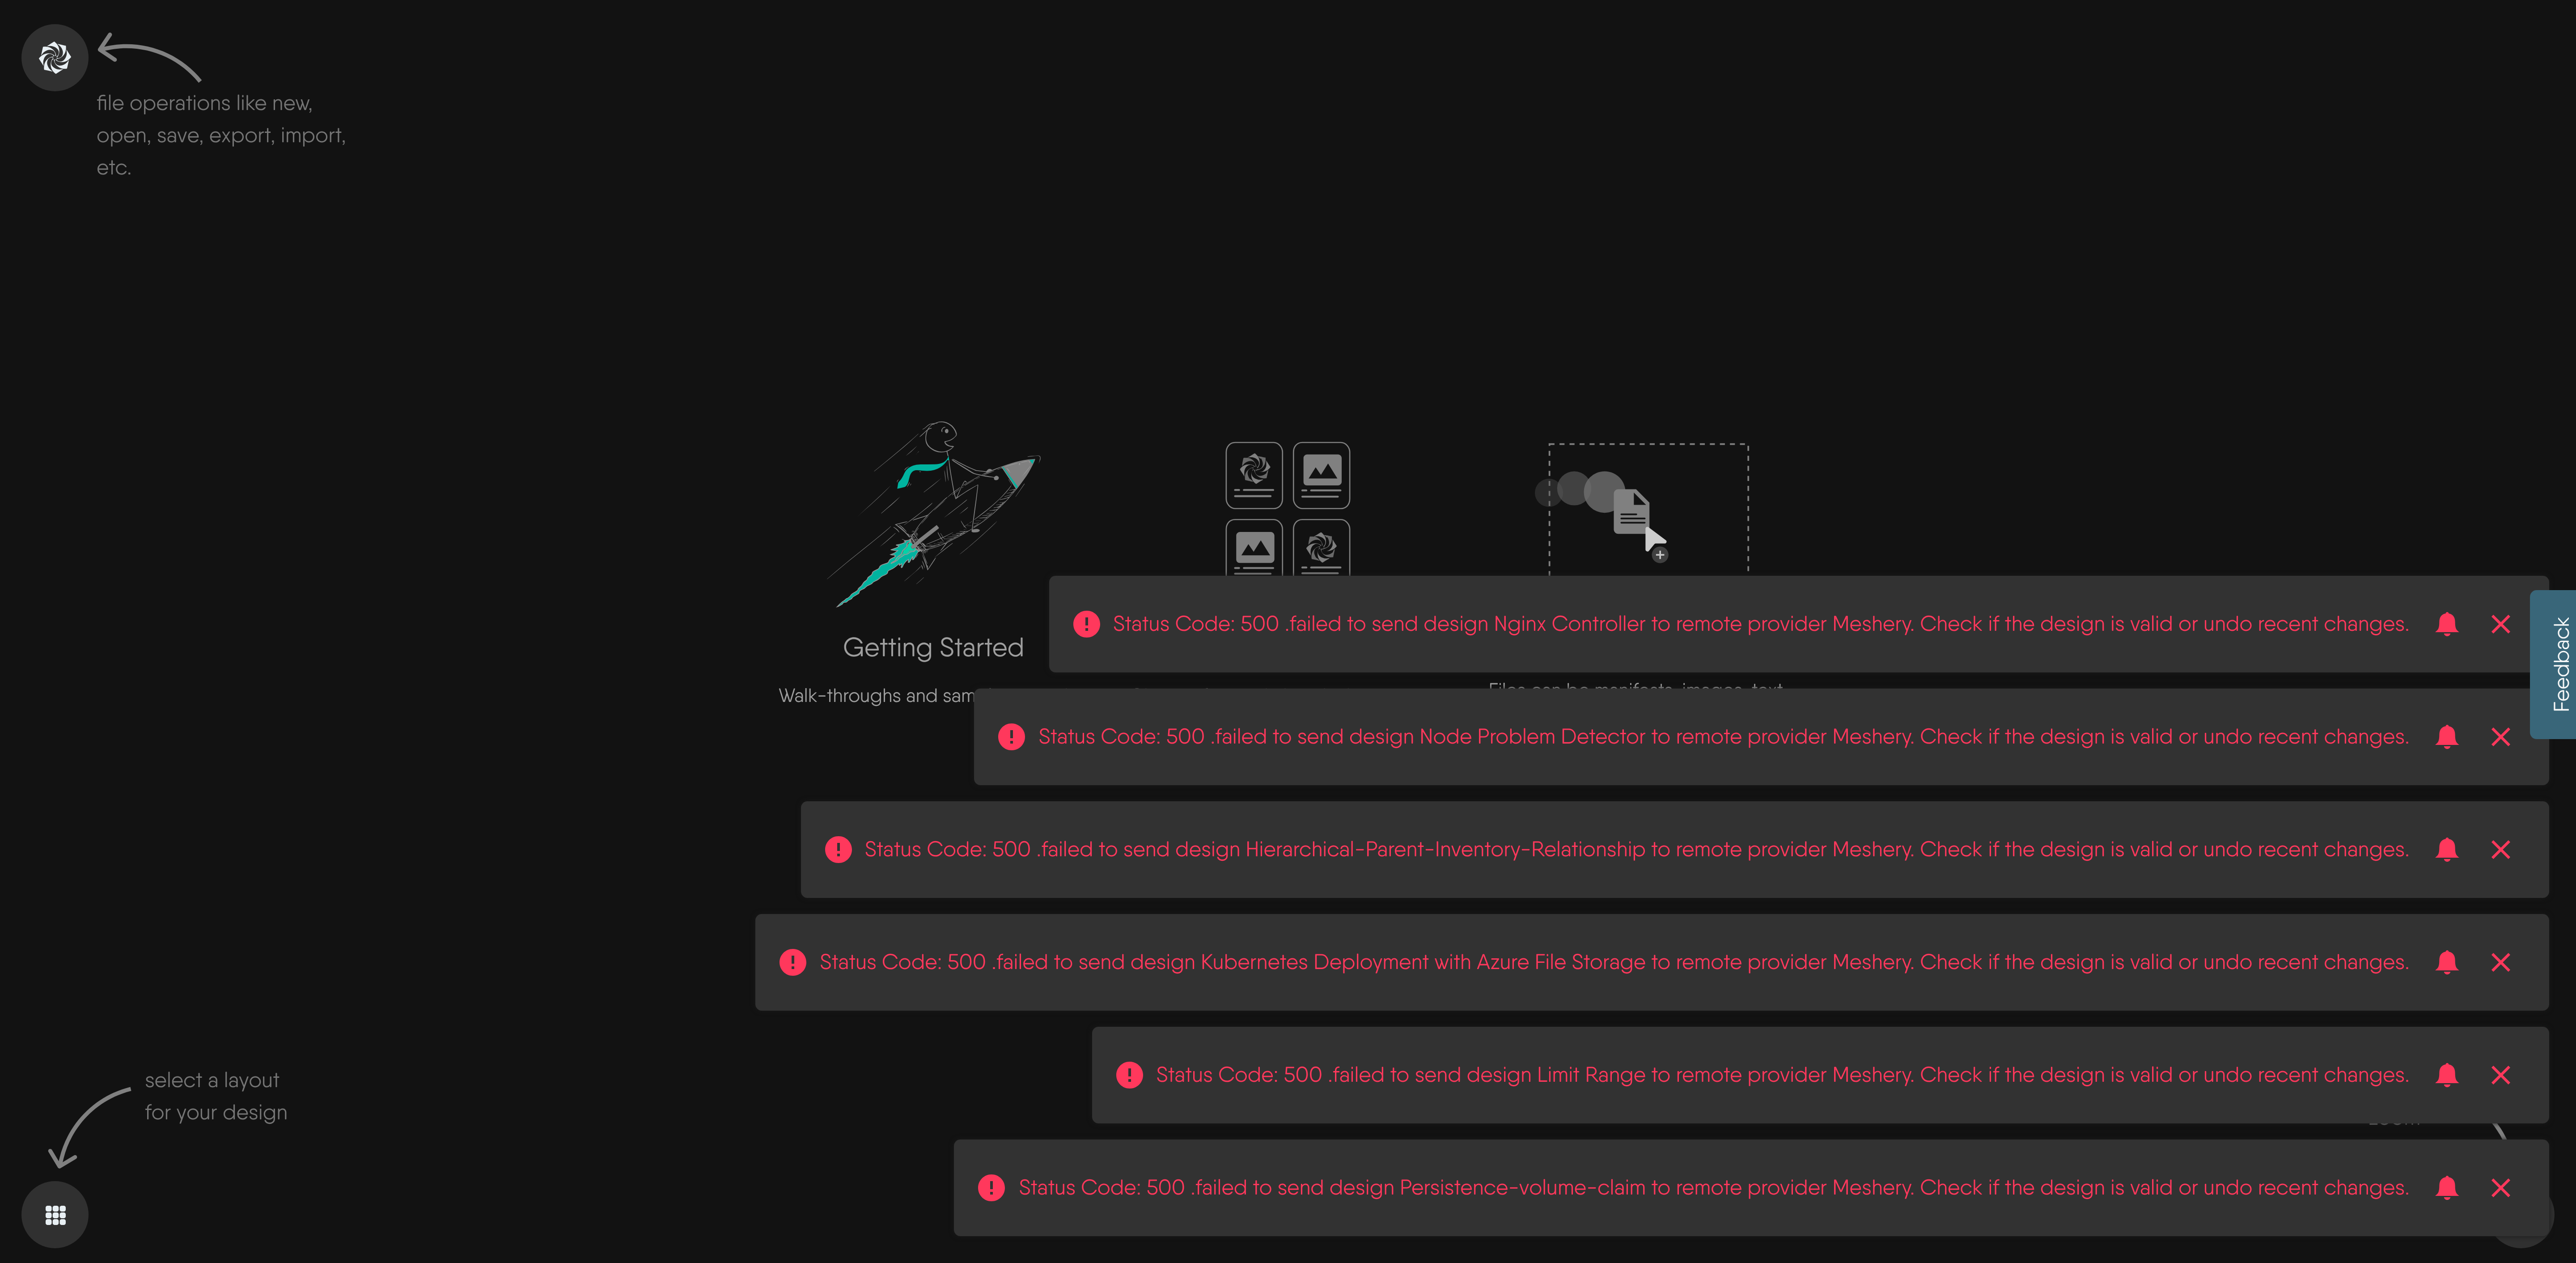 file operations like new,
open, save, export, import,
etc.
Getting Started
Walk-throughs and sam
Files can be manifests, images, text
Status Code: 500 .failed to send design Nginx Controller to remote provider Meshery. Check if the design is valid or undo recent changes.
Status Code: 500 .failed to send design Node Problem Detector to remote provider Meshery. Check if the design is valid or undo recent changes.
Status Code: 500 .failed to send design Hierarchical-Parent-Inventory-Relationship to remote provider Meshery. Check if the design is valid or undo recent changes.
Status Code: 500 .failed to send design Kubernetes Deployment with Azure File Storage to remote provider Meshery. Check if the design is valid or undo recent changes.
Status Code: 500 .failed to send design Limit Range to remote provider Meshery. Check if the design is valid or undo recent changes.
Status Code: 500 .failed to send design Persistence-volume-claim to remote provider Meshery. Check if the design is valid or undo recent changes.
Feedback
select a layout
for your design